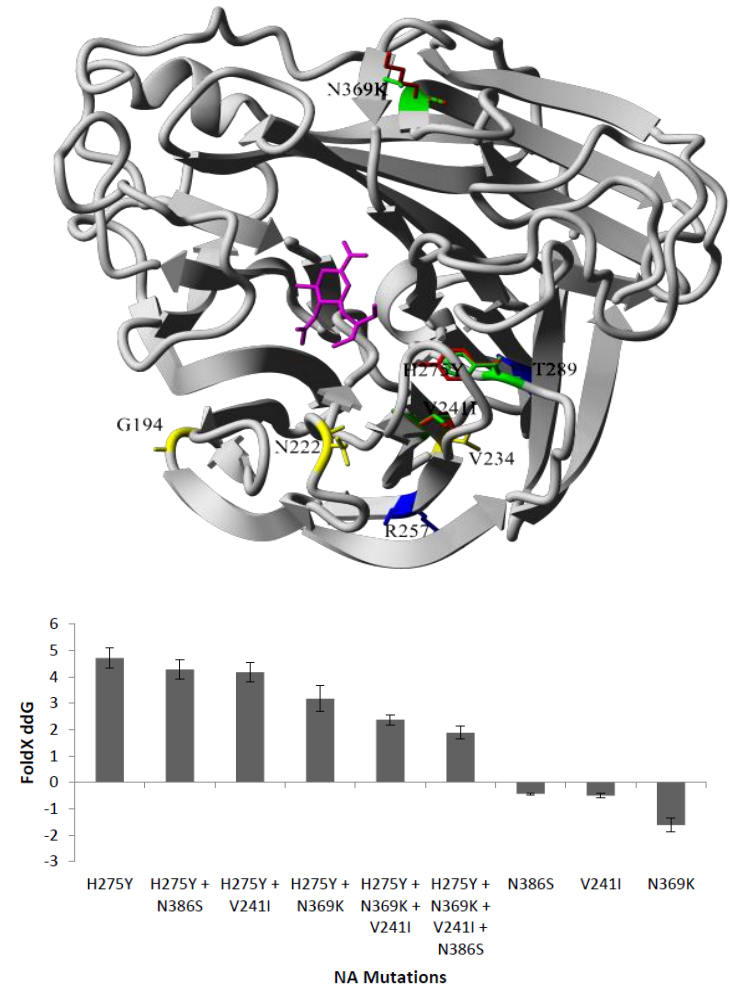 N369K
H275Y
T289
V241I
G194
N222
V234
R257
6
5
4
3
2
1
0
-1
-2
-3
FoldX ddG
H275Y
H275Y +
N386S
H275Y +
V241I
H275Y +
N369K
H275Y +
N369K +
V241I
H275Y +
N369K +
V241I +
N386S
N386S
V241I
N369K
NA Mutations